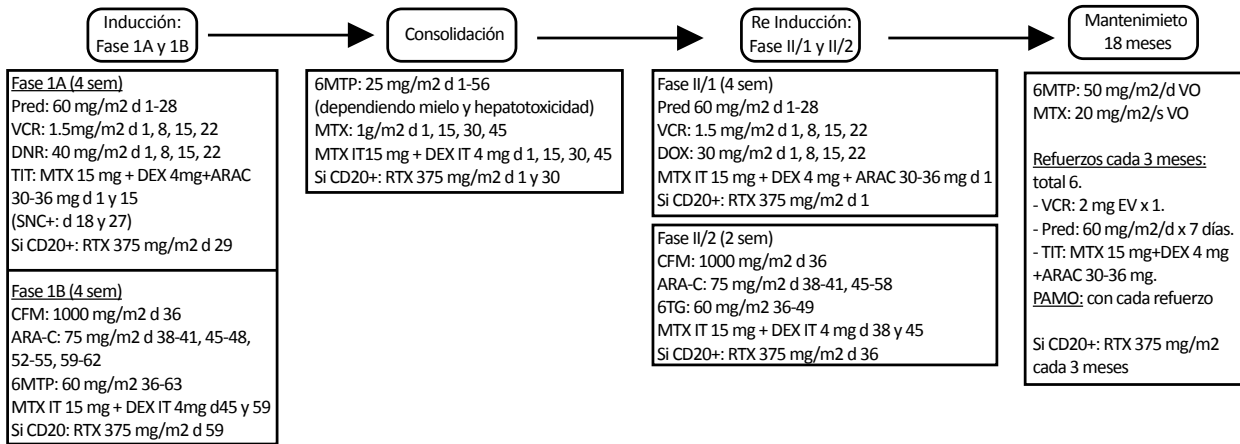 Inducción:
Fase 1A y 1B
Consolidación
Re Inducción:
Fase II/1 y II/2
Mantenimieto
18 meses
Fase 1A (4 sem)
Pred: 60 mg/m2 d 1-28
VCR: 1.5mg/m2 d 1, 8, 15, 22
DNR: 40 mg/m2 d 1, 8, 15, 22
TIT: MTX 15 mg + DEX 4mg+ARAC
30-36 mg d 1 y 15
(SNC+: d 18 y 27)
Si CD20+: RTX 375 mg/m2 d 29
Fase 1B (4 sem)
CFM: 1000 mg/m2 d 36
ARA-C: 75 mg/m2 d 38-41, 45-48,
52-55, 59-62
6MTP: 60 mg/m2 36-63
MTX IT 15 mg + DEX IT 4mg d45 y 59
Si CD20: RTX 375 mg/m2 d 59
6MTP: 25 mg/m2 d 1-56
(dependiendo mielo y hepatotoxicidad)
MTX: 1g/m2 d 1, 15, 30, 45
MTX IT15 mg + DEX IT 4 mg d 1, 15, 30, 45
Si CD20+: RTX 375 mg/m2 d 1 y 30
Fase II/1 (4 sem)
Pred 60 mg/m2 d 1-28
VCR: 1.5 mg/m2 d 1, 8, 15, 22
DOX: 30 mg/m2 d 1, 8, 15, 22
MTX IT 15 mg + DEX 4 mg + ARAC 30-36 mg d 1
Si CD20+: RTX 375 mg/m2 d 1
Fase II/2 (2 sem)
CFM: 1000 mg/m2 d 36
ARA-C: 75 mg/m2 d 38-41, 45-58
6TG: 60 mg/m2 36-49
MTX IT 15 mg + DEX IT 4 mg d 38 y 45
Si CD20+: RTX 375 mg/m2 d 36
6MTP: 50 mg/m2/d VO
MTX: 20 mg/m2/s VO
Refuerzos cada 3 meses:
total 6.
- VCR: 2 mg EV x 1.
- Pred: 60 mg/m2/d x 7 días.
- TIT: MTX 15 mg+DEX 4 mg
+ARAC 30-36 mg.
PAMO: con cada refuerzo
Si CD20+: RTX 375 mg/m2
cada 3 meses